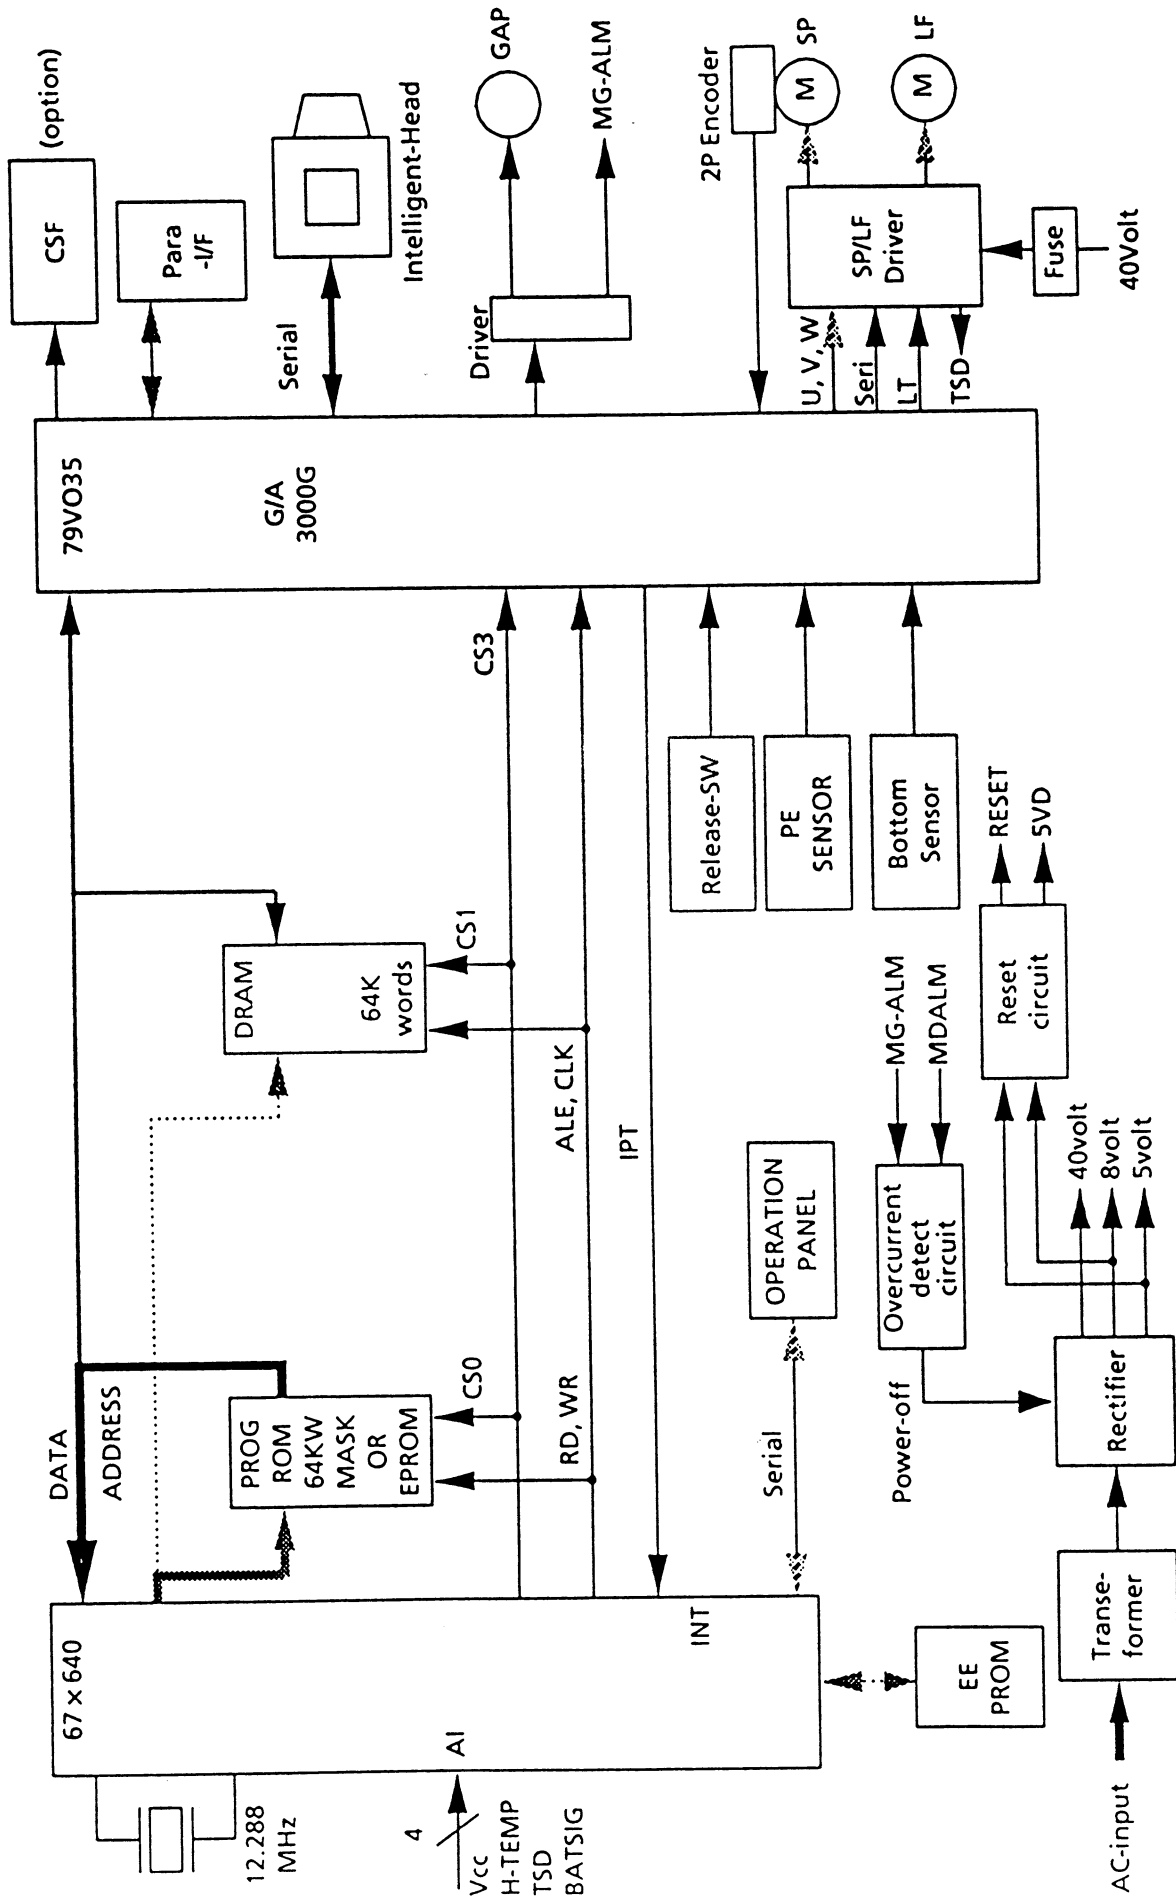 CSF
(option)
79VO35
G/A
3000G
Para
-I/F
Serial
Intelligent-Head
Driver
GAP
MG-ALM
2P Encoder
M
SP
M
LF
SP/LF
Driver
U, V, W
Seri
LT
TSD
Fuse
40Volt
DATA
ADDRESS
DRAM
64K
words
CS3
CS1
ALE, CLK
IPT
PROG
ROM
64KW
MASK
OR
EPROM
CS0
RD, WR
67 × 640
12.288
MHz
AI
INT
4
Vcc
H-TEMP
TSD
BATSIG
Release-SW
PE
SENSOR
Bottom
Sensor
Serial
OPERATION
PANEL
EE
PROM
MG-ALM
MDALM
Overcurrent
detect
circuit
Power-off
Reset
circuit
RESET
5VD
40volt
8volt
5volt
Rectifier
Transe-
former
AC-input